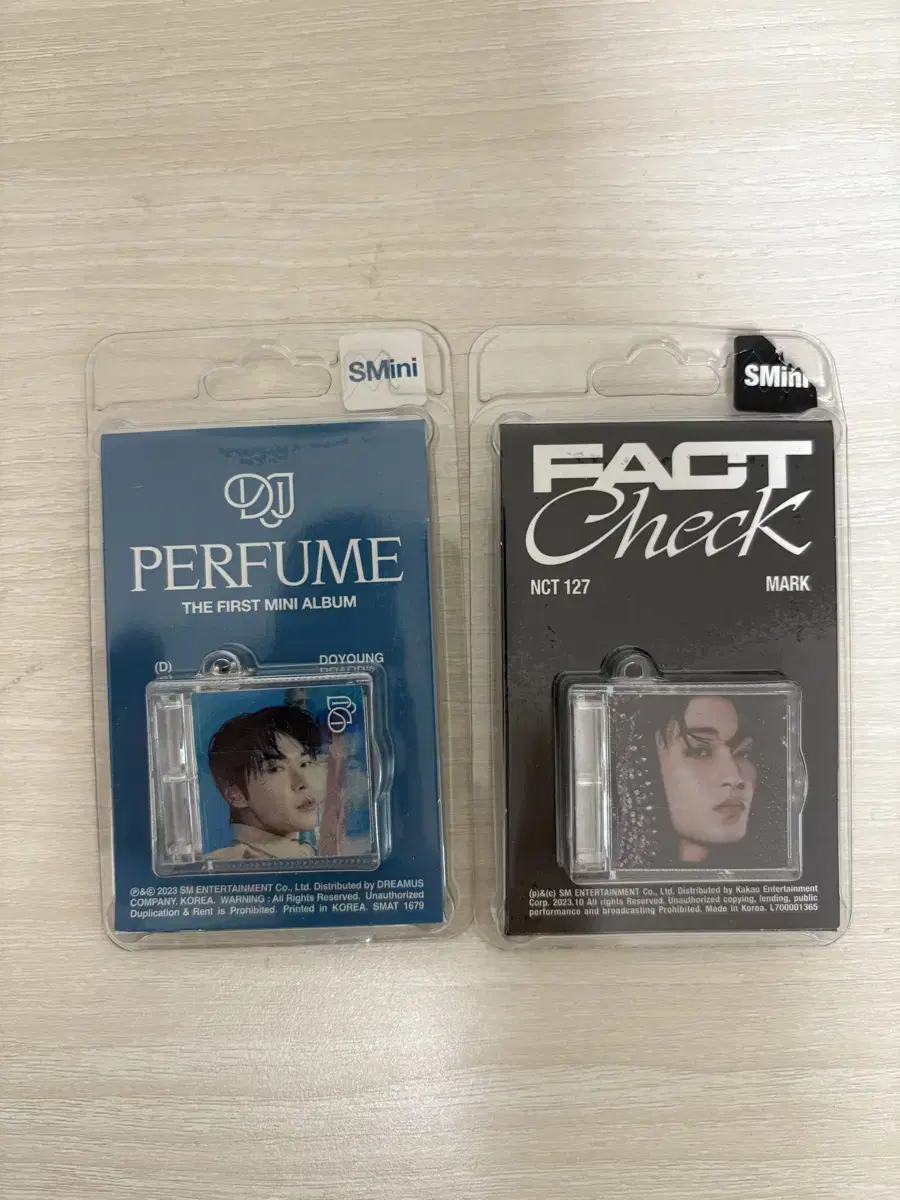 SMini
DJ
PERFUME
THE FIRST MINI ALBUM
(D)
DOYOUNG
DJ
℗&© 2023 SM ENTERTAINMENT Co., Ltd. Distributed by DREAMUS
COMPANY. KOREA. WARNING : All Rights Reserved. Unauthorized
Duplication & Rent is Prohibited. Printed in KOREA. SMAT 1679
SMini
FACT
Check
NCT 127
MARK
(p)&(c) SM ENTERTAINMENT Co., Ltd. Distributed by Kakao Entertainment
Corp. 2023.10 All rights Reserved. Unauthorized copying, lending, public
performance and broadcasting Prohibited. Made in Korea. L700001365